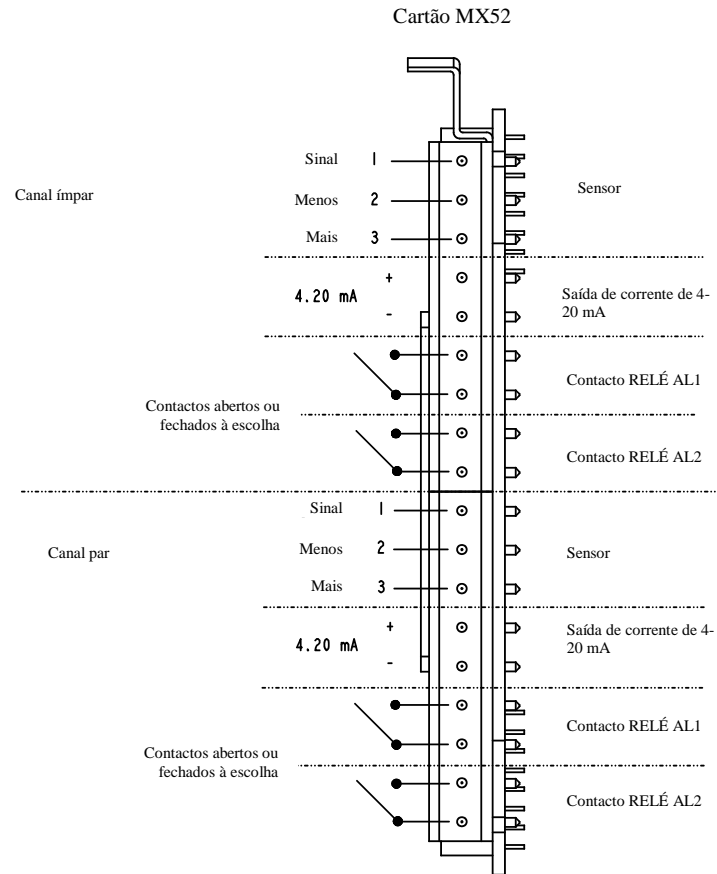 Cartão MX52
Sinal 1
Canal ímpar
Menos 2
Sensor
Mais 3
+
4.20 mA
-
Saída de corrente de 4-
20 mA
Contacto RELÉ AL1
Contactos abertos ou
fechados à escolha
Contacto RELÉ AL2
Sinal 1
Canal par
Menos 2
Sensor
Mais 3
+
4.20 mA
-
Saída de corrente de 4-
20 mA
Contacto RELÉ AL1
Contactos abertos ou
fechados à escolha
Contacto RELÉ AL2